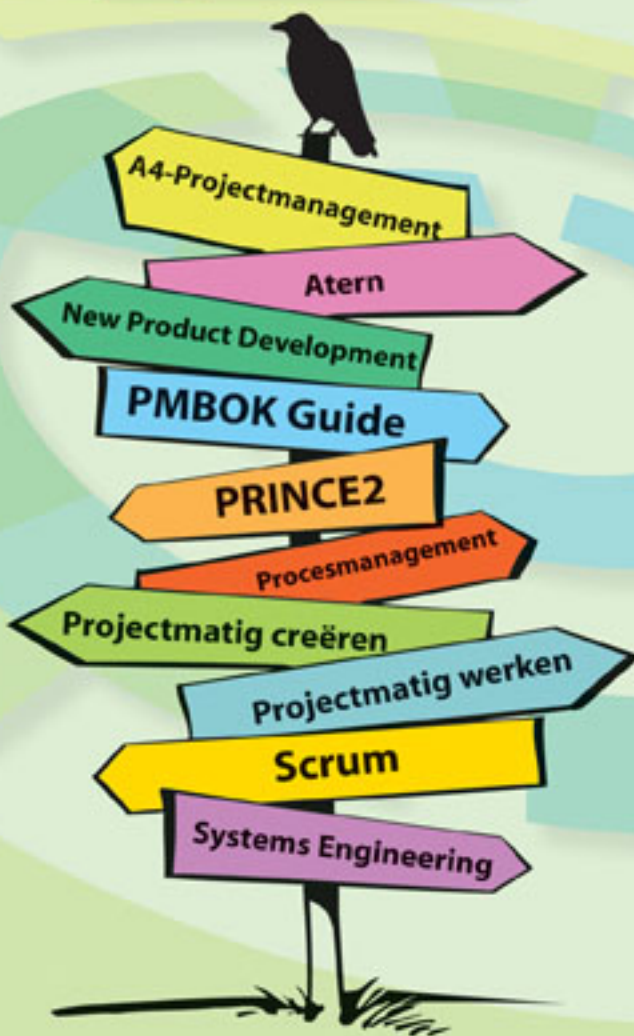 A4-Projectmanagement
Atern
New Product Development
PMBOK Guide
PRINCE2
Procesmanagement
Projectmatig creëren
Projectmatig werken
Scrum
Systems Engineering